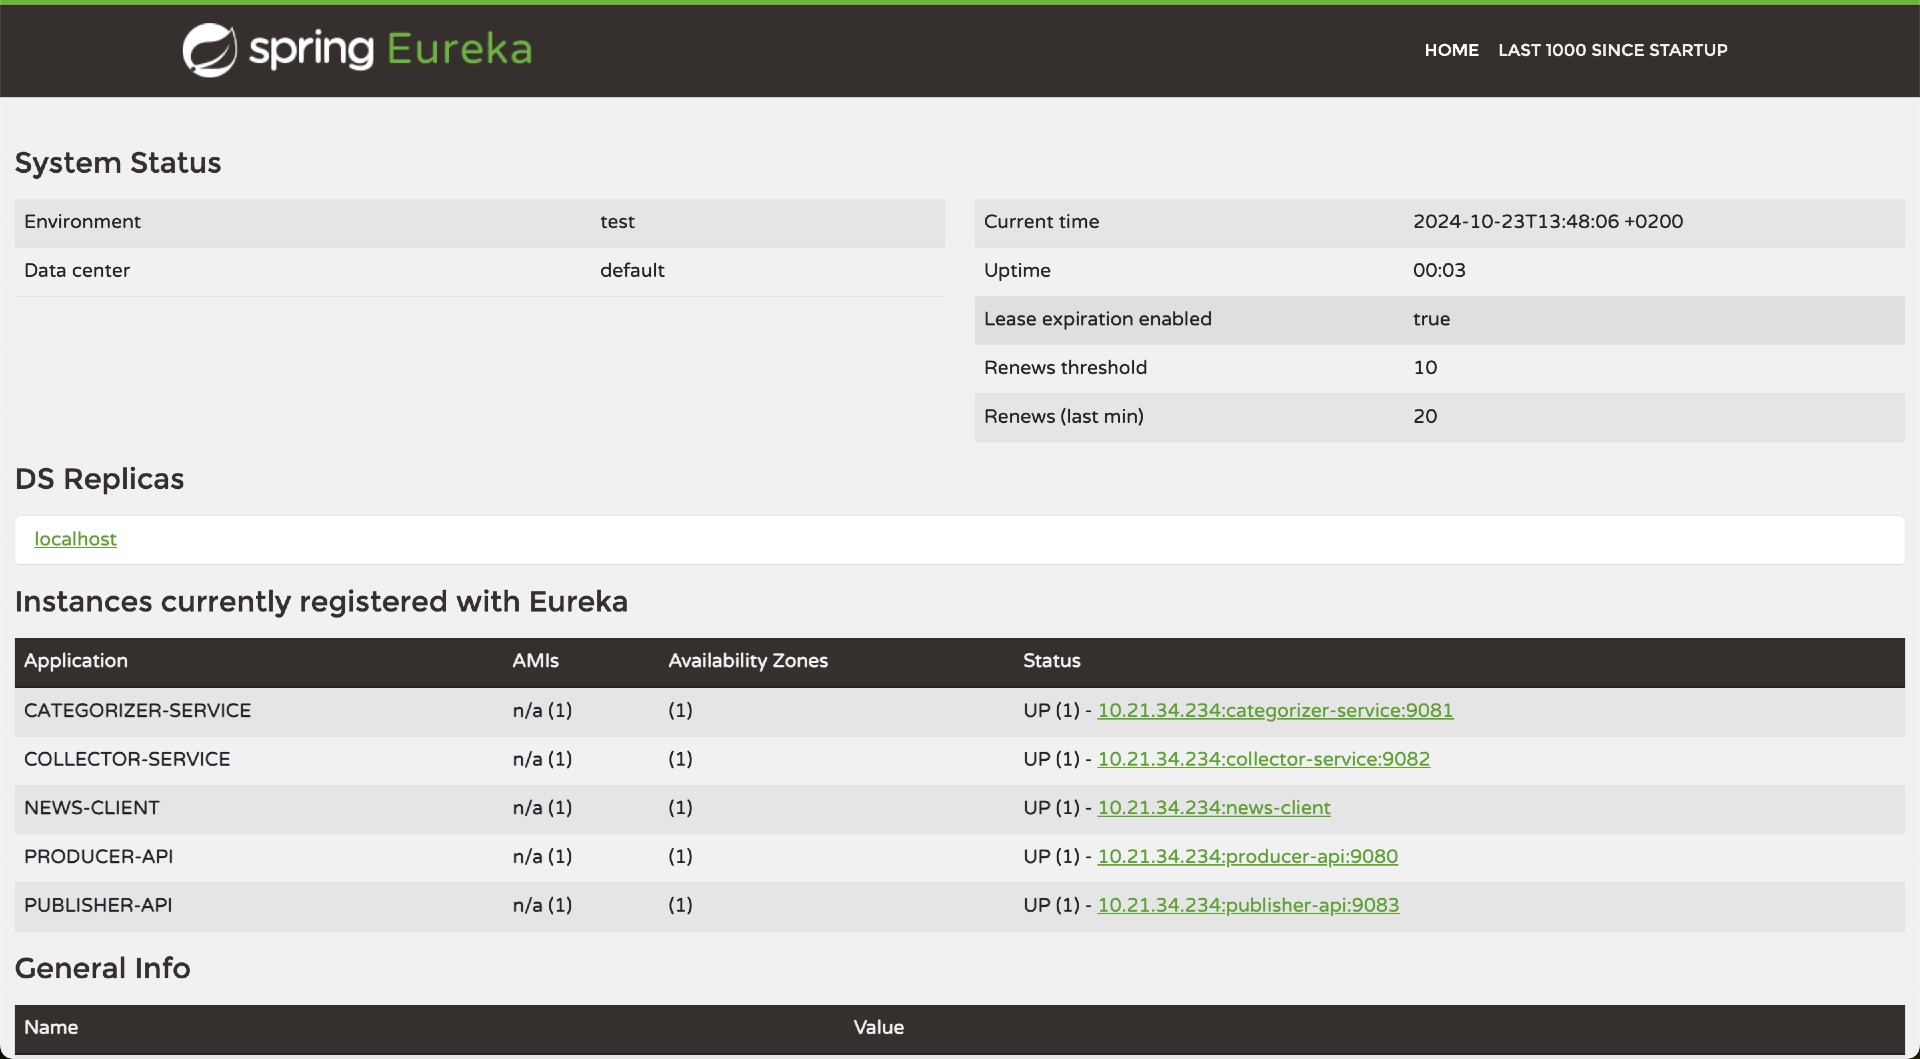 spring Eureka
HOME LAST 1000 SINCE STARTUP
System Status
Environment test
Data center default
Current time 2024-10-23T13:48:06 +0200
Uptime 00:03
Lease expiration enabled true
Renews threshold 10
Renews (last min) 20
DS Replicas
localhost
Instances currently registered with Eureka
Application AMIs Availability Zones Status
CATEGORIZER-SERVICE n/a (1) (1) UP (1) - 10.21.34.234:categorizer-service:9081
COLLECTOR-SERVICE n/a (1) (1) UP (1) - 10.21.34.234:collector-service:9082
NEWS-CLIENT n/a (1) (1) UP (1) - 10.21.34.234:news-client
PRODUCER-API n/a (1) (1) UP (1) - 10.21.34.234:producer-api:9080
PUBLISHER-API n/a (1) (1) UP (1) - 10.21.34.234:publisher-api:9083
General Info
Name Value